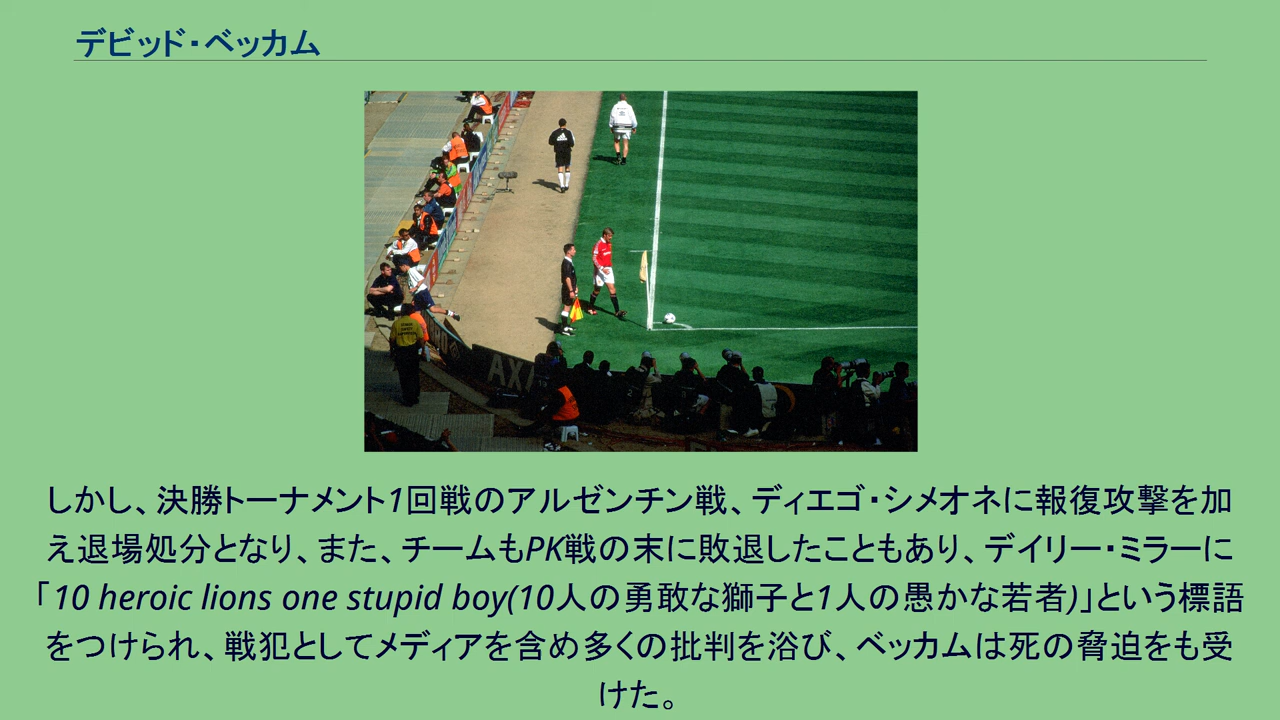 デビッド・ベッカム
AXA
しかし、決勝トーナメント1回戦のアルゼンチン戦、ディエゴ・シメオネに報復攻撃を加
え退場処分となり、また、チームもPK戦の末に敗退したこともあり、デイリー・ミラーに
「10 heroic lions one stupid boy(10人の勇敢な獅子と1人の愚かな若者)」という標語
をつけられ、戦犯としてメディアを含め多くの批判を浴び、ベッカムは死の脅迫をも受
けた。